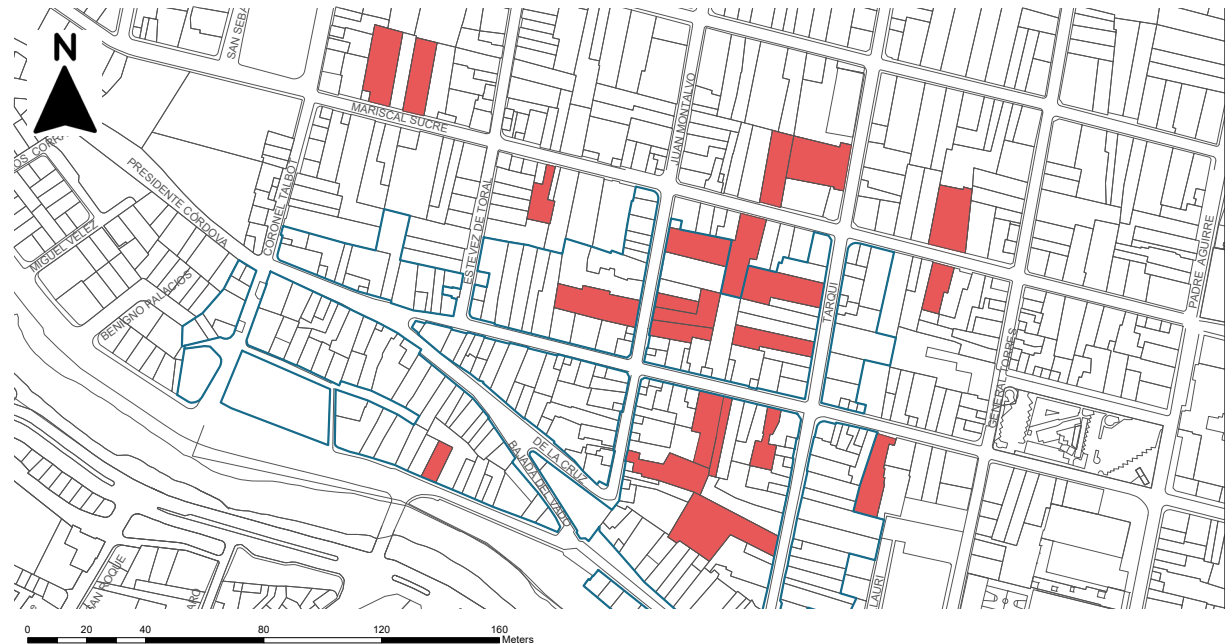 N
SAN SEBA
MARISCAL SUCRE
JUAN MONTALVO
OS CORR
PRESIDENTE CÓRDOVA
CORONEL TALBOT
ESTEVEZ DE TORAL
MIGUEL VELEZ
BENIGNO PALACIOS
TARQUI
PADRE AGUIRRE
GENERAL TORRES
DE LA CRUZ
BAJADA DEL VADO
SAN ROQUE
ARO
LAURI
0 20 40 80 120 160
Meters